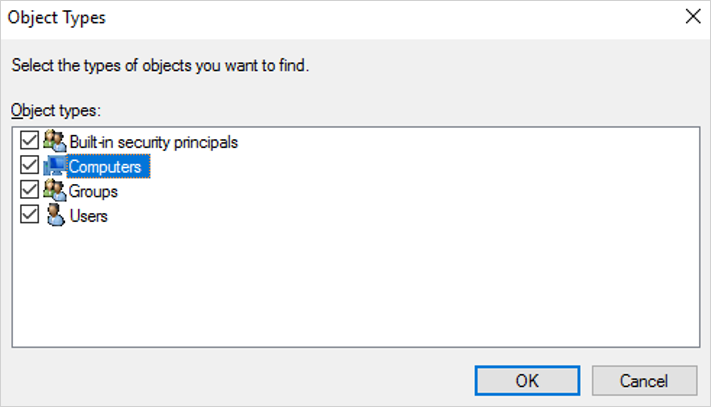 Object Types
Select the types of objects you want to find.
Object types:
Built-in security principals
Computers
Groups
Users
OK
Cancel